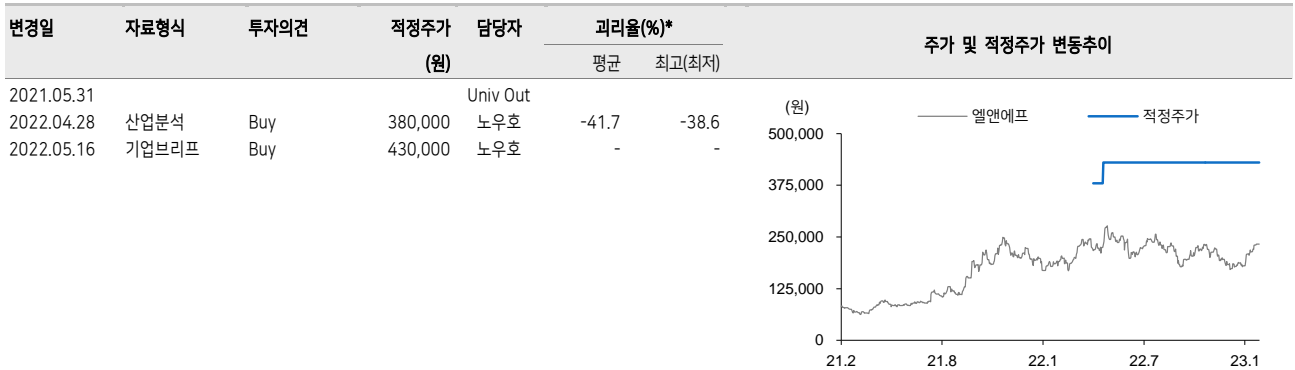 변경일 자료형식 투자의견 적정주가 담당자 괴리율(%)* 주가 및 적정주가 변동추이
(원) 평균 최고(최저)
2021.05.31 Univ Out
2022.04.28 산업분석 Buy 380,000 노우호 -41.7 -38.6
2022.05.16 기업브리프 Buy 430,000 노우호 - -
(원) 엘앤에프 적정주가
500,000
375,000
250,000
125,000
0
21.2 21.8 22.1 22.7 23.1